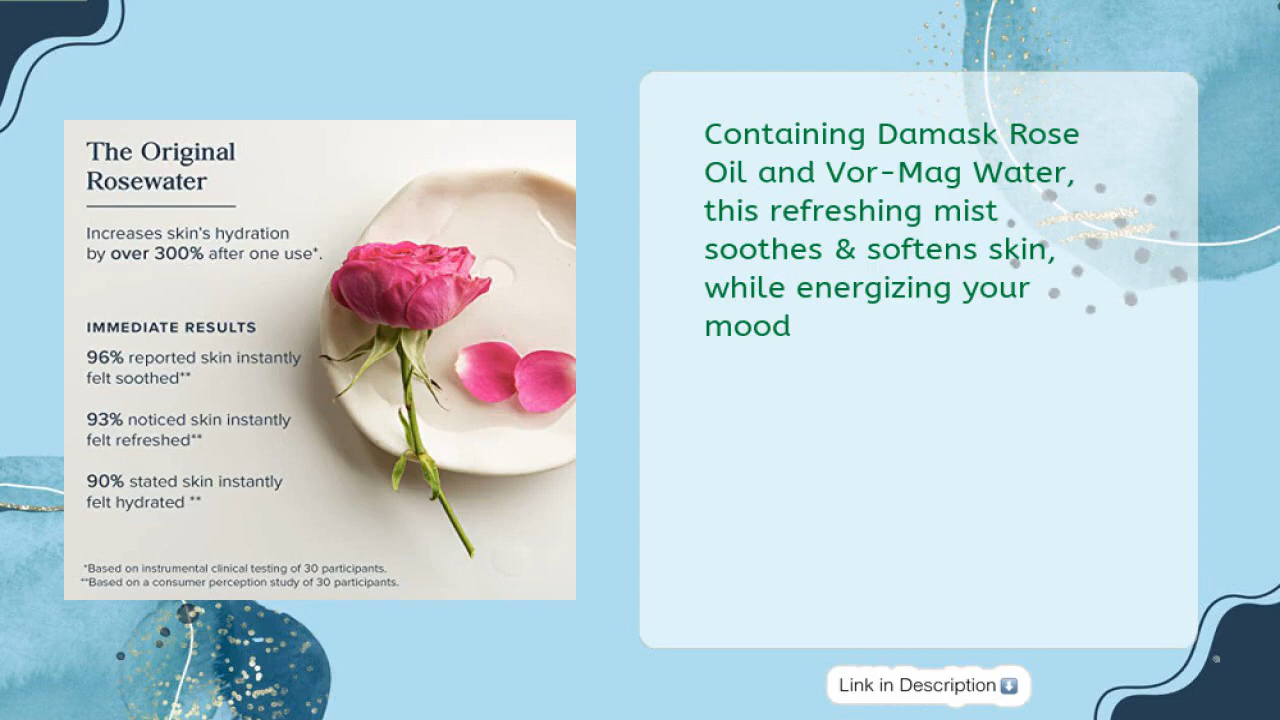 The Original
Rosewater
Increases skin's hydration
by over 300% after one use*.
IMMEDIATE RESULTS
96% reported skin instantly
felt soothed**
93% noticed skin instantly
felt refreshed**
90% stated skin instantly
felt hydrated **
*Based on instrumental clinical testing of 30 participants.
**Based on a consumer perception study of 30 participants.
Containing Damask Rose
Oil and Vor-Mag Water,
this refreshing mist
soothes & softens skin,
while energizing your
mood
Link in Description⬇️